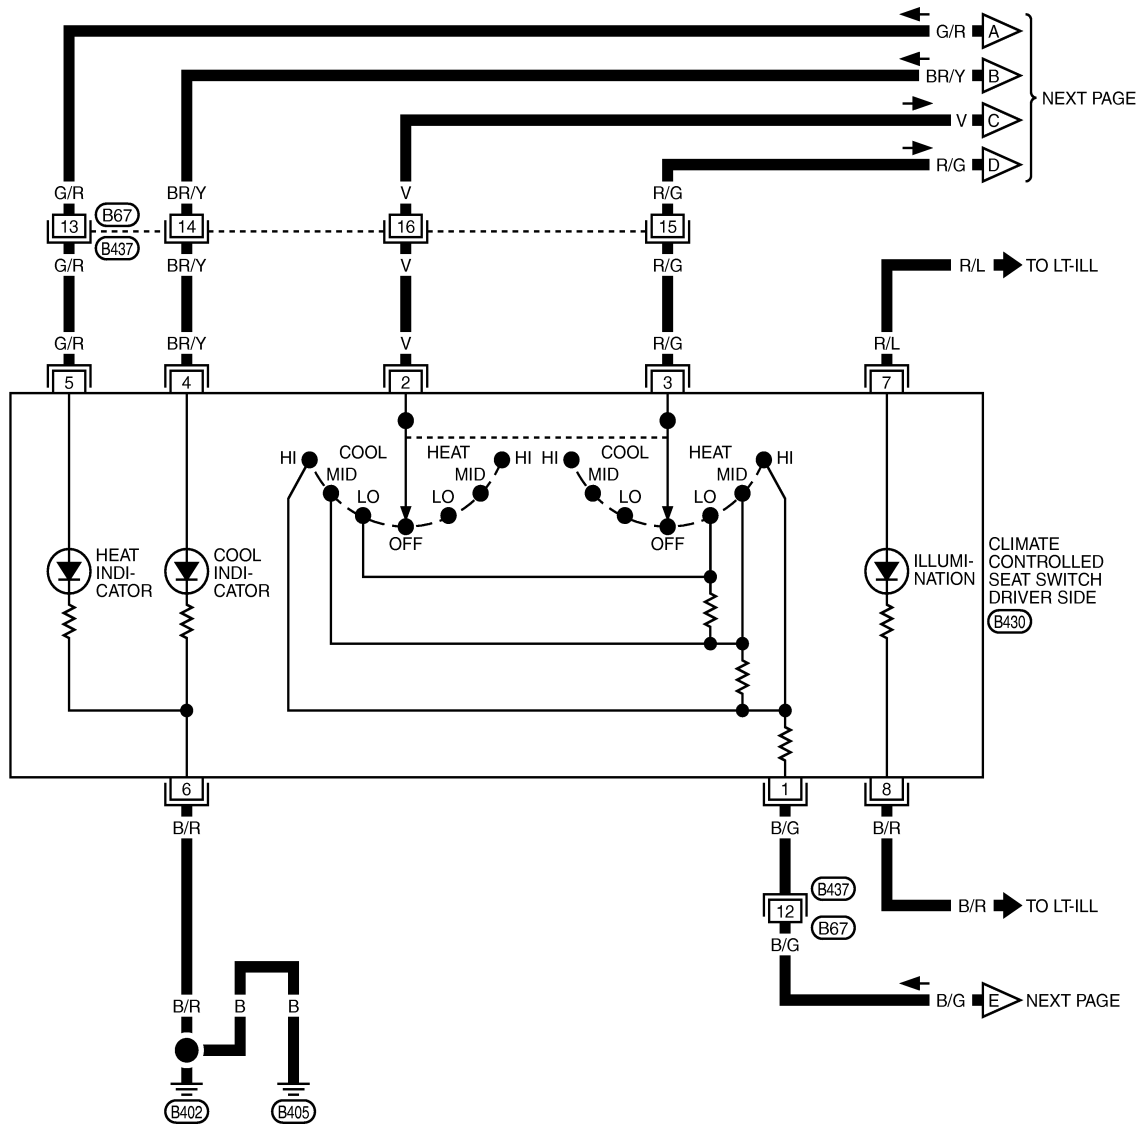 G/R A
BR/Y B
V C
R/G D
NEXT PAGE
G/R BR/Y V R/G
13 B67 14 16 15
B437
G/R BR/Y V R/G
R/L TO LT-ILL
G/R BR/Y V R/G R/L
5 4 2 3 7
HI COOL HEAT HI HI COOL HEAT HI
MID MID MID MID
LO LO LO LO
OFF OFF
HEAT
INDI-
CATOR
COOL
INDI-
CATOR
ILLUMI-
NATION
CLIMATE
CONTROLLED
SEAT SWITCH
DRIVER SIDE
B430
6 1 8
B/R B/G B/R
B437
12
B67
B/R TO LT-ILL
B/G
B/G E NEXT PAGE
B/R B B
B402 B405